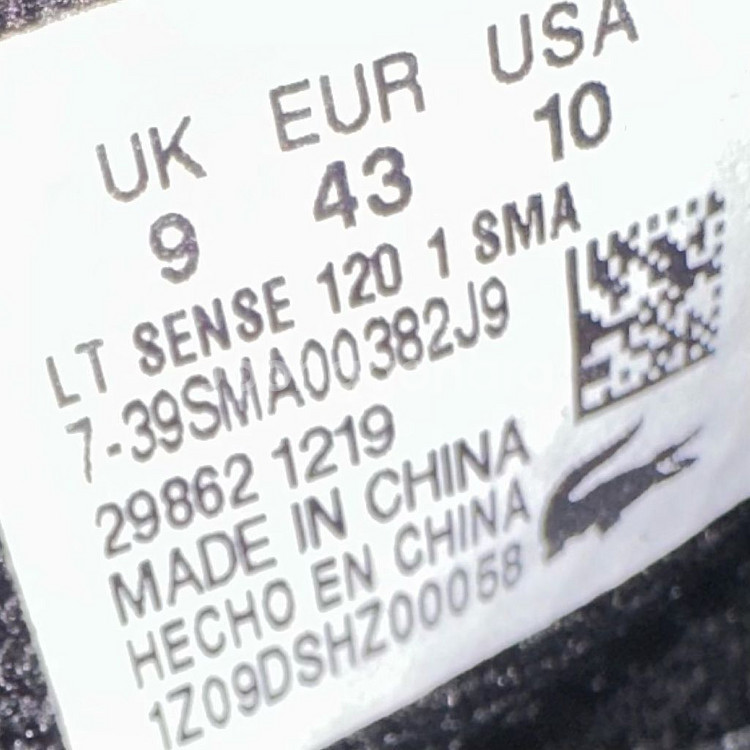 UK EUR USA
9 43 10
LT SENSE 120 1 SMA
7-39SMA00382J9
29862 1219
MADE IN CHINA
HECHO EN CHINA
1Z09DSHZ00058